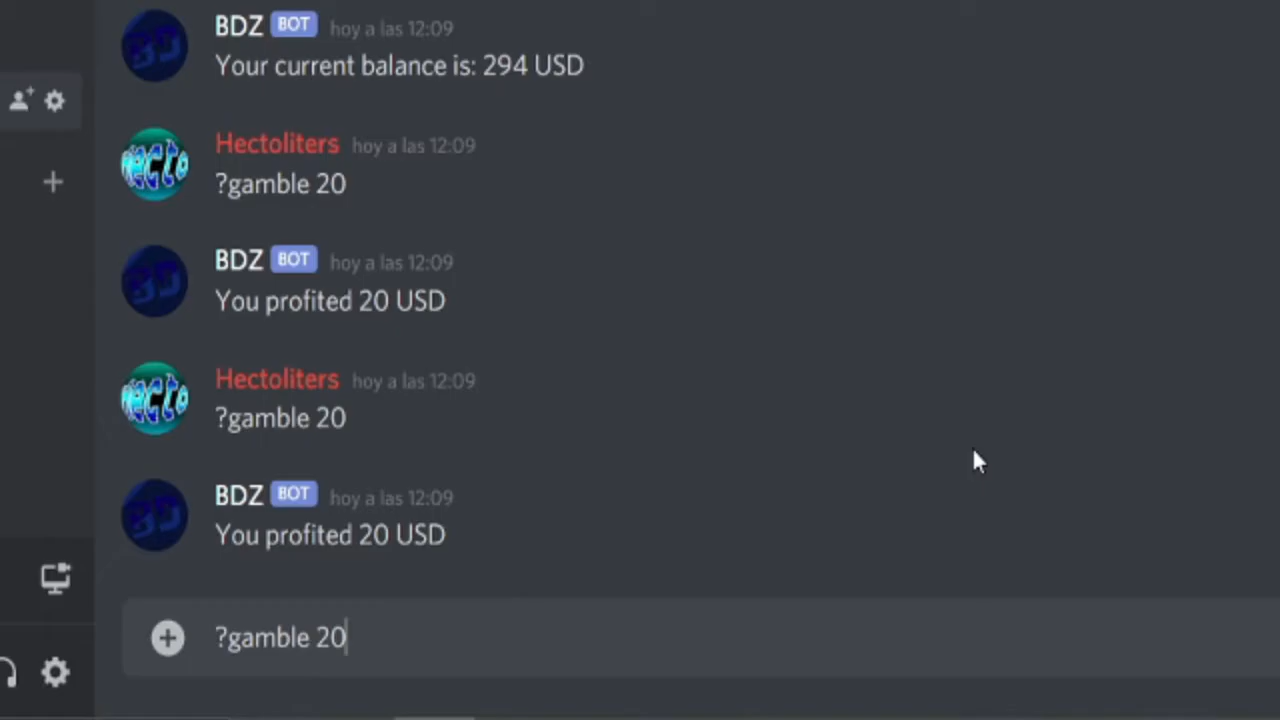 BDZ BOT hoy a las 12:09
Your current balance is: 294 USD
Hectoliters hoy a las 12:09
?gamble 20
BDZ BOT hoy a las 12:09
You profited 20 USD
Hectoliters hoy a las 12:09
?gamble 20
BDZ BOT hoy a las 12:09
You profited 20 USD
?gamble 20